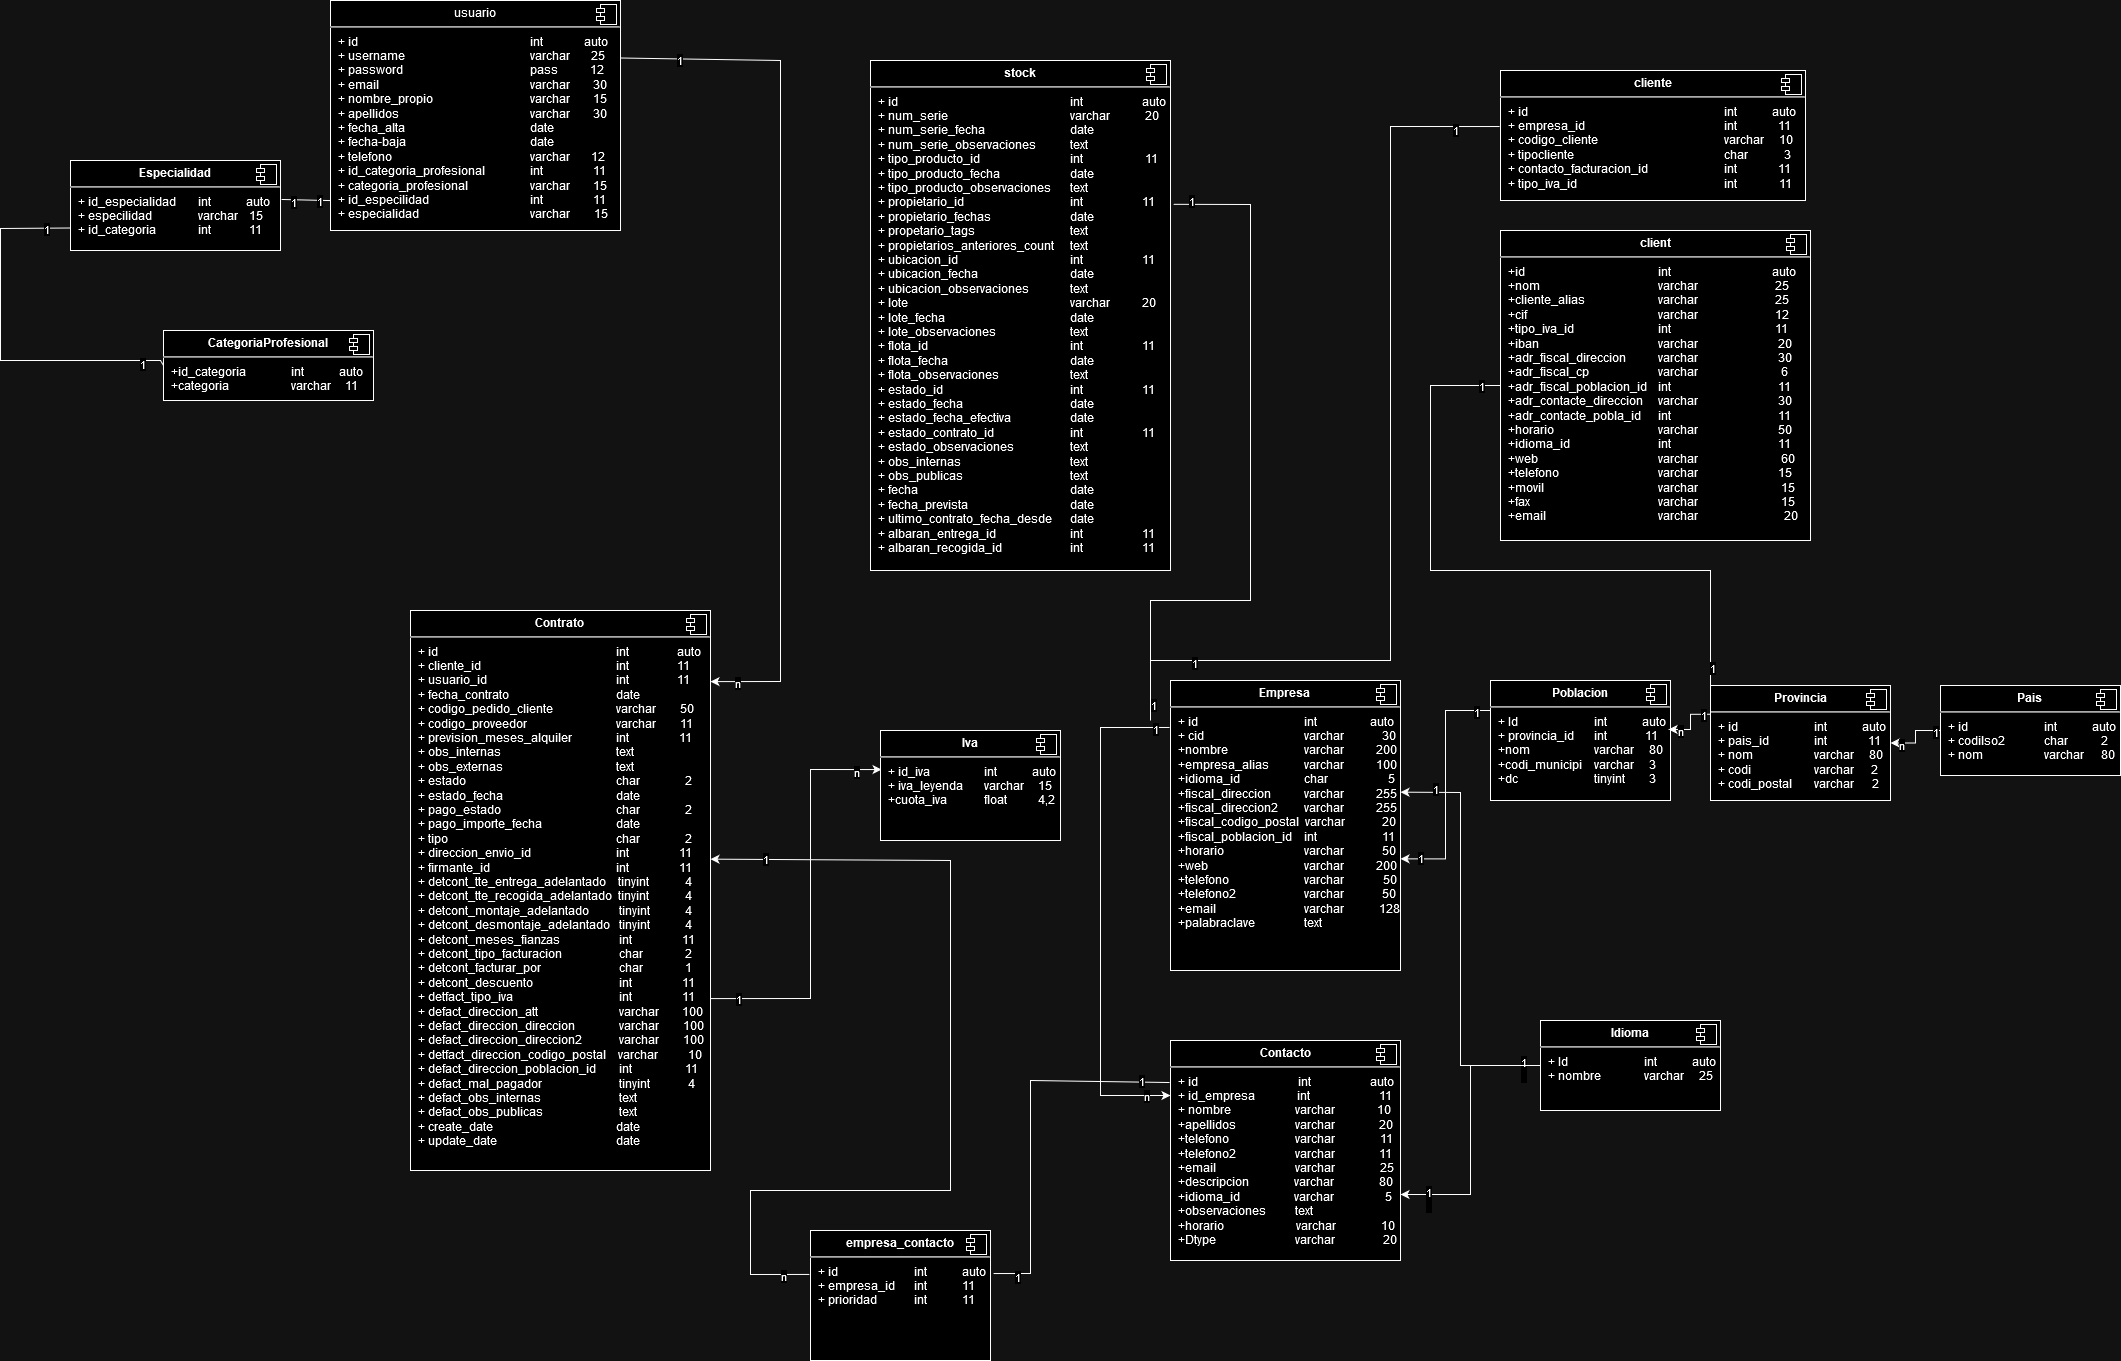 usuario
+ id int auto
+ username varchar 25
+ password pass 12
+ email varchar 30
+ nombre_propio varchar 15
+ apellidos varchar 30
+ fecha_alta date
+ fecha-baja date
+ telefono varchar 12
+ id_categoria_profesional int 11
+ categoria_profesional varchar 15
+ id_especilidad int 11
+ especialidad varchar 15
1
n
Especialidad
+ id_especialidad int auto
+ especilidad varchar 15
+ id_categoria int 11
1
1
1
1
CategoriaProfesional
+id_categoria int auto
+categoria varchar 11
stock
+ id int auto
+ num_serie varchar 20
+ num_serie_fecha date
+ num_serie_observaciones text
+ tipo_producto_id int 11
+ tipo_producto_fecha date
+ tipo_producto_observaciones text
+ propietario_id int 11
+ propietario_fechas date
+ propetario_tags text
+ propietarios_anteriores_count text
+ ubicacion_id int 11
+ ubicacion_fecha date
+ ubicacion_observaciones text
+ lote varchar 20
+ lote_fecha date
+ lote_observaciones text
+ flota_id int 11
+ flota_fecha date
+ flota_observaciones text
+ estado_id int 11
+ estado_fecha date
+ estado_fecha_efectiva date
+ estado_contrato_id int 11
+ estado_observaciones text
+ obs_internas text
+ obs_publicas text
+ fecha date
+ fecha_prevista date
+ ultimo_contrato_fecha_desde date
+ albaran_entrega_id int 11
+ albaran_recogida_id int 11
1
1
cliente
+ id int auto
+ empresa_id int 11
+ codigo_cliente varchar 10
+ tipocliente char 3
+ contacto_facturacion_id int 11
+ tipo_iva_id int 11
1
1
client
+id int auto
+nom varchar 25
+cliente_alias varchar 25
+cif varchar 12
+tipo_iva_id int 11
+iban varchar 20
+adr_fiscal_direccion varchar 30
+adr_fiscal_cp varchar 6
+adr_fiscal_poblacion_id int 11
+adr_contacte_direccion varchar 30
+adr_contacte_pobla_id int 11
+horario varchar 50
+idioma_id int 11
+web varchar 60
+telefono varchar 15
+movil varchar 15
+fax varchar 15
+email varchar 20
1
1
Contrato
+ id int auto
+ cliente_id int 11
+ usuario_id int 11
+ fecha_contrato date
+ codigo_pedido_cliente varchar 50
+ codigo_proveedor varchar 11
+ prevision_meses_alquiler int 11
+ obs_internas text
+ obs_externas text
+ estado char 2
+ estado_fecha date
+ pago_estado char 2
+ pago_importe_fecha date
+ tipo char 2
+ direccion_envio_id int 11
+ firmante_id int 11
+ detcont_tte_entrega_adelantado tinyint 4
+ detcont_tte_recogida_adelantado tinyint 4
+ detcont_montaje_adelantado tinyint 4
+ detcont_desmontaje_adelantado tinyint 4
+ detcont_meses_fianzas int 11
+ detcont_tipo_facturacion char 2
+ detcont_facturar_por char 1
+ detcont_descuento int 11
+ detfact_tipo_iva int 11
+ defact_direccion_att varchar 100
+ defact_direccion_direccion varchar 100
+ defact_direccion_direccion2 varchar 100
+ detfact_direccion_codigo_postal varchar 10
+ defact_direccion_poblacion_id int 11
+ defact_mal_pagador tinyint 4
+ defact_obs_internas text
+ defact_obs_publicas text
+ create_date date
+ update_date date
1
n
1
n
Iva
+ id_iva int auto
+ iva_leyenda varchar 15
+cuota_iva float 4,2
Empresa
+ id int auto
+ cid varchar 30
+nombre varchar 200
+empresa_alias varchar 100
+idioma_id char 5
+fiscal_direccion varchar 255
+fiscal_direccion2 varchar 255
+fiscal_codigo_postal varchar 20
+fiscal_poblacion_id int 11
+horario varchar 50
+web varchar 200
+telefono varchar 50
+telefono2 varchar 50
+email varchar 128
+palabraclave text
1
n
1
1
1
Poblacion
+ Id int auto
+ provincia_id int 11
+nom varchar 80
+codi_municipi varchar 3
+dc tinyint 3
n
1
Provincia
+ id int auto
+ pais_id int 11
+ nom varchar 80
+ codi varchar 2
+ codi_postal varchar 2
n
1
Pais
+ id int auto
+ codiIso2 char 2
+ nom varchar 80
Contacto
+ id int auto
+ id_empresa int 11
+ nombre varchar 10
+apellidos varchar 20
+telefono varchar 11
+telefono2 varchar 11
+email varchar 25
+descripcion varchar 80
+idioma_id varchar 5
+observaciones text
+horario varchar 10
+Dtype varchar 20
1
1
1
1
Idioma
+ Id int auto
+ nombre varchar 25
empresa_contacto
+ id int auto
+ empresa_id int 11
+ prioridad int 11